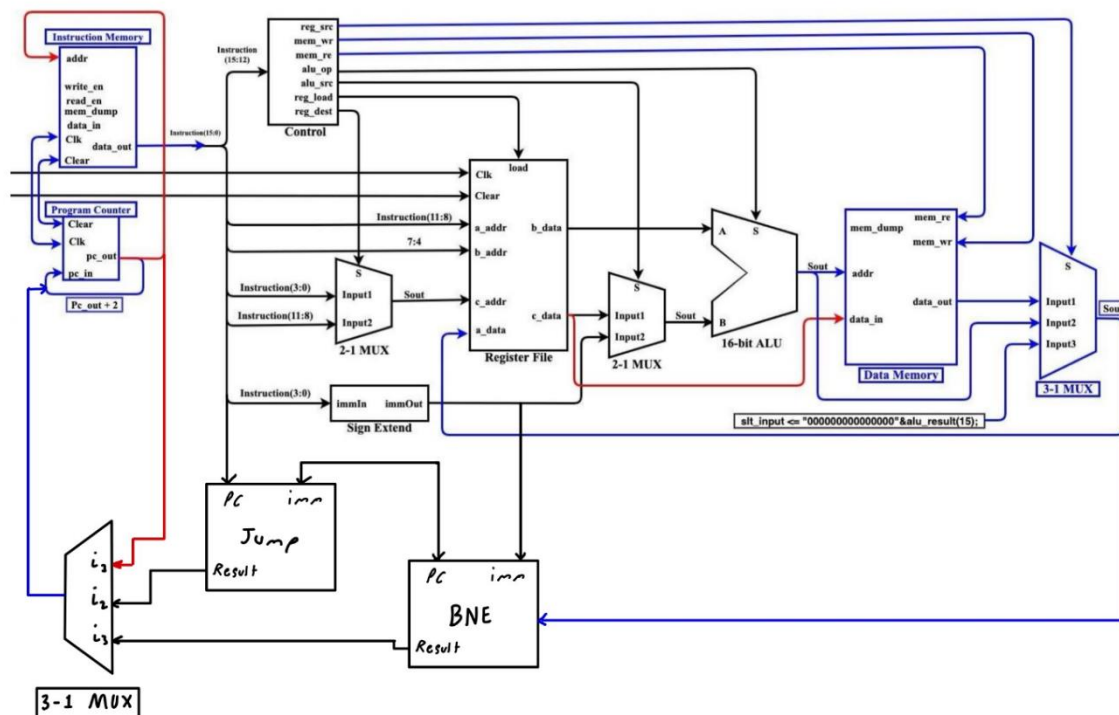 Instruction Memory
addr
write_en
read_en
mem_dump
data_in
Clk
data_out
Clear
Program Counter
Clear
Clk
pc_out
pc_in
Pc_out + 2
Instruction(15:0)
Instruction
(15:12)
reg_src
mem_wr
mem_re
alu_op
alu_src
reg_load
reg_dest
Control
load
Clk
Clear
Instruction(11:8)
a_addr
b_data
7:4
b_addr
Instruction(3:0)
Instruction(11:8)
S
Input1
Input2
Sout
2-1 MUX
c_addr
c_data
a_data
Register File
Instruction(3:0)
immIn
immOut
Sign Extend
S
Input1
Input2
Sout
2-1 MUX
A
S
B
16-bit ALU
Sout
mem_re
mem_dump
mem_wr
addr
data_out
data_in
Data Memory
S
Input1
Input2
Input3
Sou
3-1 MUX
slt_input <= "000000000000000"&alu_result(15);
PC imm
Jump
Result
PC imm
BNE
Result
i2
i3
3-1 MUX